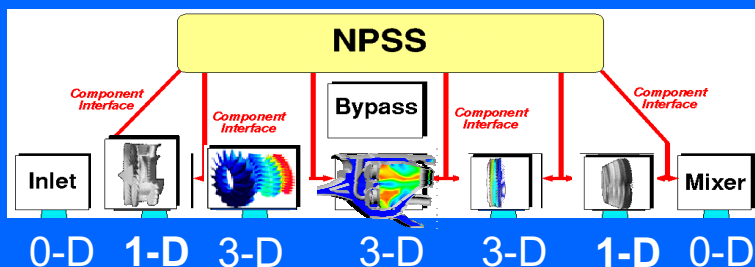 NPSS
Component
Interface
Component
Interface
Bypass
Component
Interface
Component
Interface
Inlet
Mixer
0-D 1-D 3-D 3-D 3-D 1-D 0-D